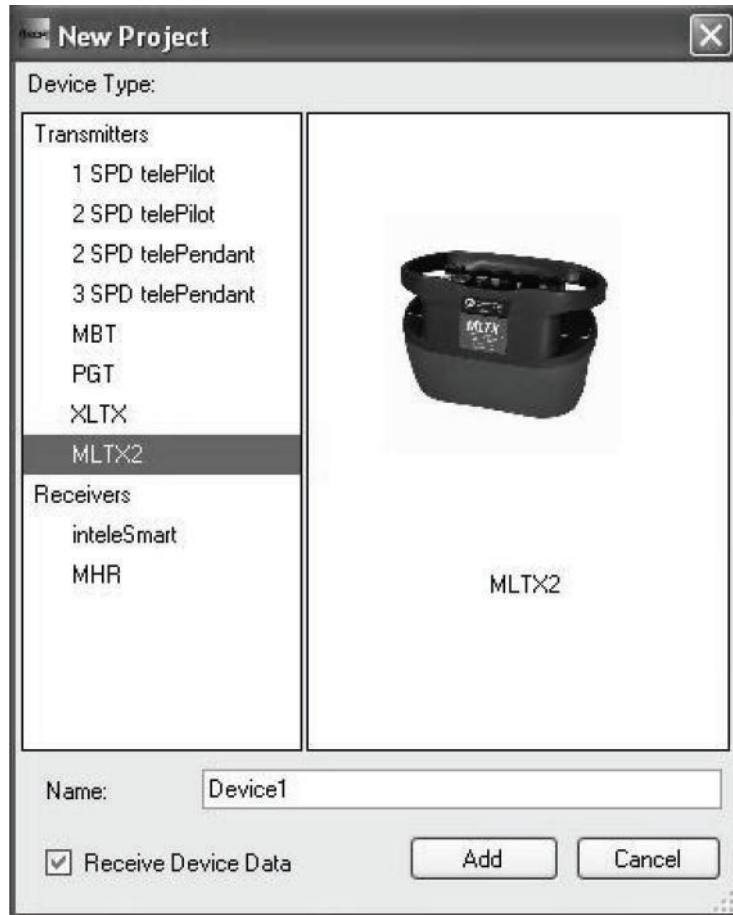 New Project
Device Type:
Transmitters
1 SPD telePilot
2 SPD telePilot
2 SPD telePendant
3 SPD telePendant
MBT
PGT
XLTX
MLTX2
Receivers
inteleSmart
MHR
MLTX
MLTX2
Name:
Device1
Receive Device Data
Add
Cancel